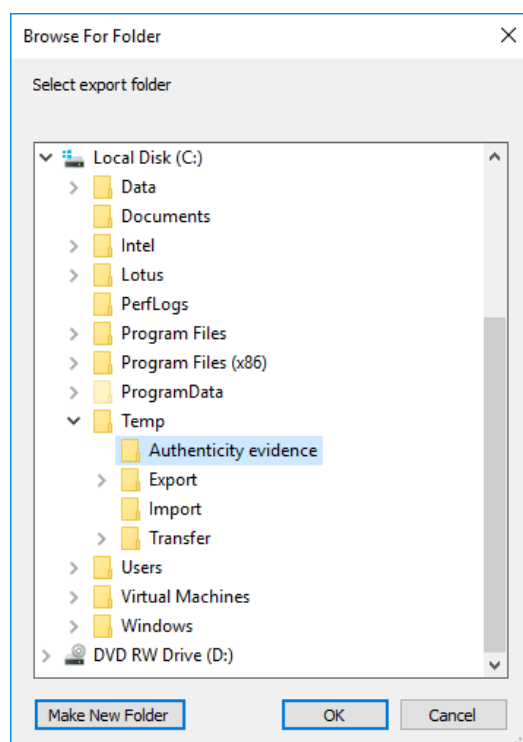 Browse For Folder
Select export folder
Local Disk (C:)
Data
Documents
Intel
Lotus
PerfLogs
Program Files
Program Files (x86)
ProgramData
Temp
Authenticity evidence
Export
Import
Transfer
Users
Virtual Machines
Windows
DVD RW Drive (D:)
Make New Folder OK Cancel